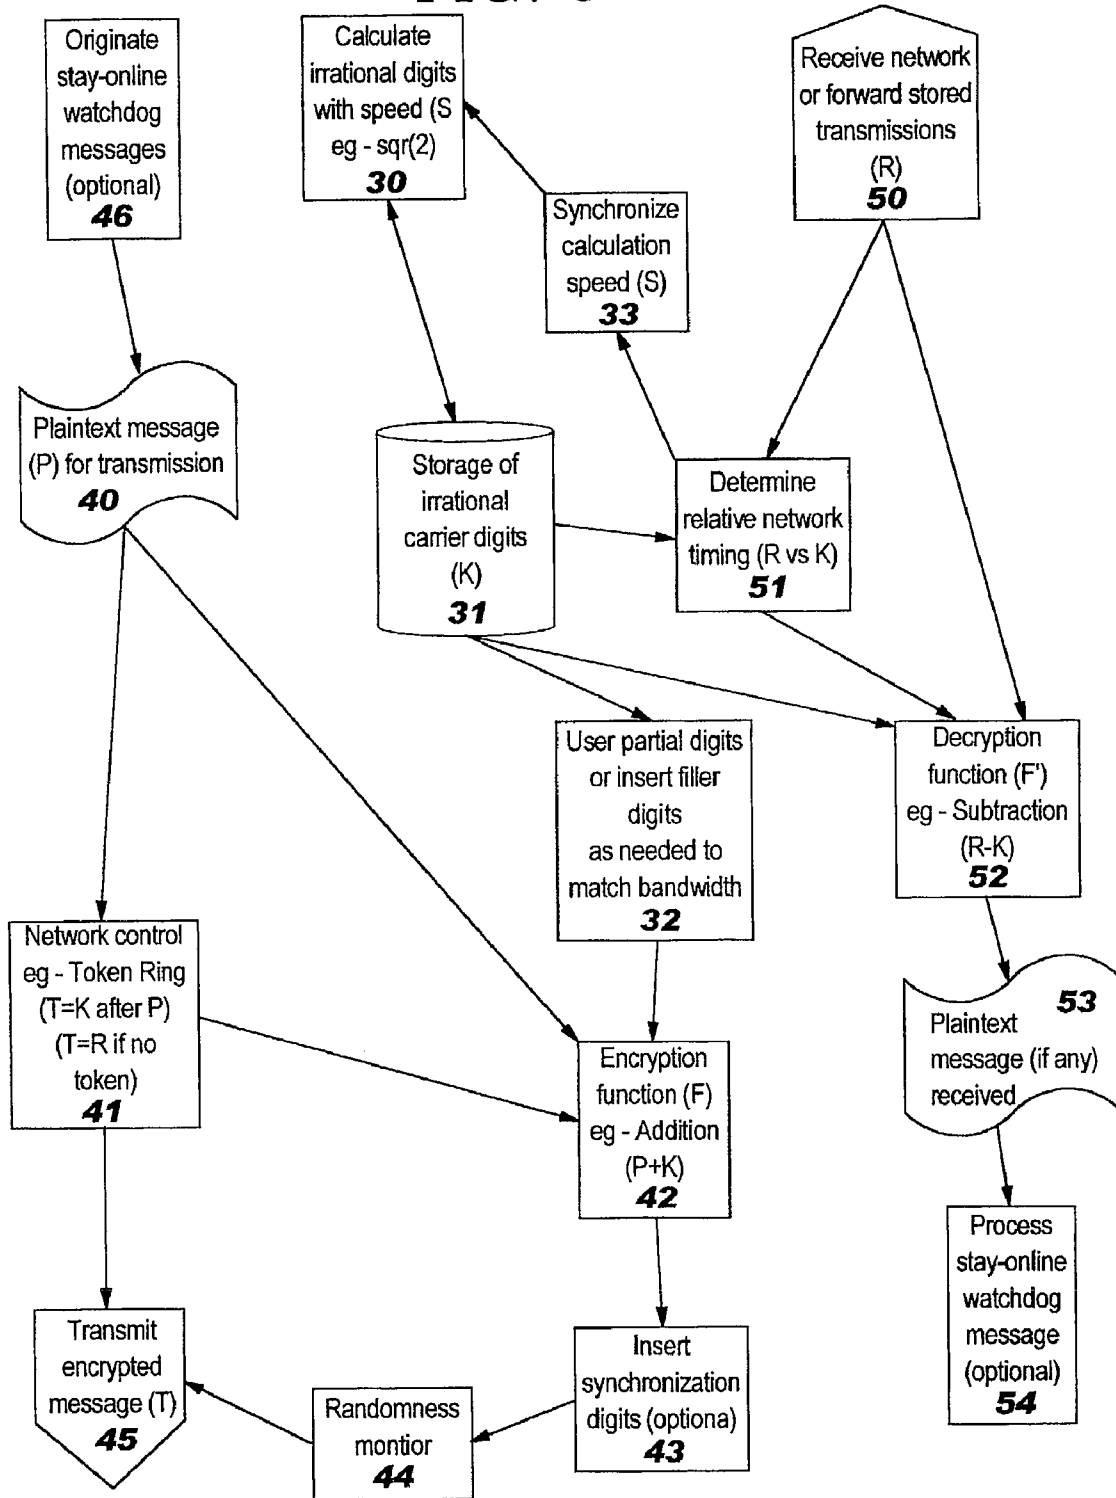 Originate
stay-online
watchdog
messages
(optional)
46
Calculate
irrational digits
with speed (S
eg - sqr(2)
30
Receive network
or forward stored
transmissions
(R)
50
Synchronize
calculation
speed (S)
33
Plaintext message
(P) for transmission
40
Storage of
irrational
carrier digits
(K)
31
Determine
relative network
timing (R vs K)
51
User partial digits
or insert filler
digits
as needed to
match bandwidth
32
Decryption
function (F')
eg - Subtraction
(R-K)
52
Network control
eg - Token Ring
(T=K after P)
(T=R if no
token)
41
Encryption
function (F)
eg - Addition
(P+K)
42
53
Plaintext
message (if any)
received
Transmit
encrypted
message (T)
45
Randomness
montior
44
Insert
synchronization
digits (optiona)
43
Process
stay-online
watchdog
message
(optional)
54